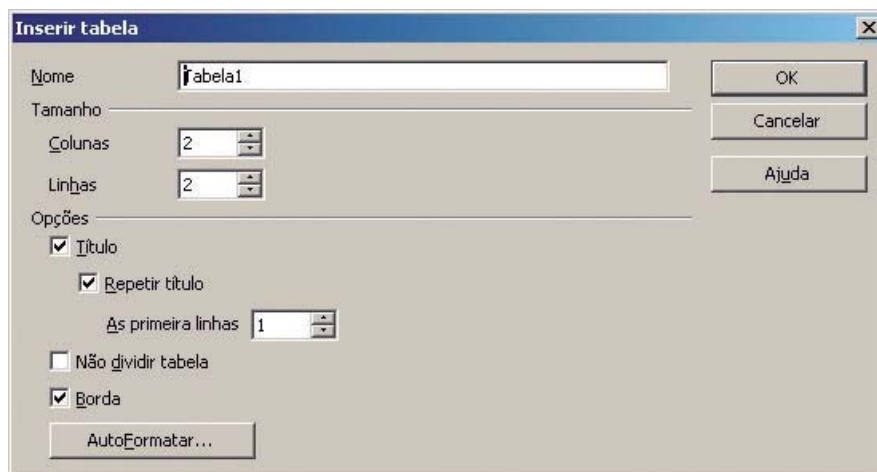 Inserir tabela
Nome Tabela1
OK
Tamanho
Cancelar
Colunas 2
Linhas 2
Ajuda
Opções
Título
Repetir título
As primeira linhas 1
Não dividir tabela
Borda
AutoFormatar...